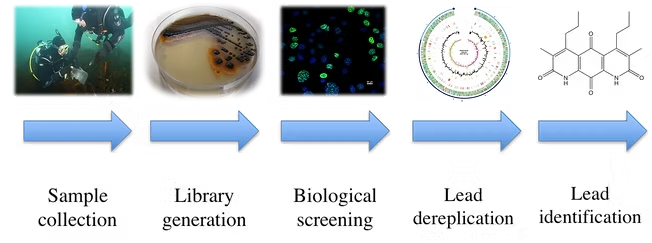 O
O
N
H
O
N
H
O
Sample
collection
Library
generation
Biological
screening
Lead
dereplication
Lead
identification